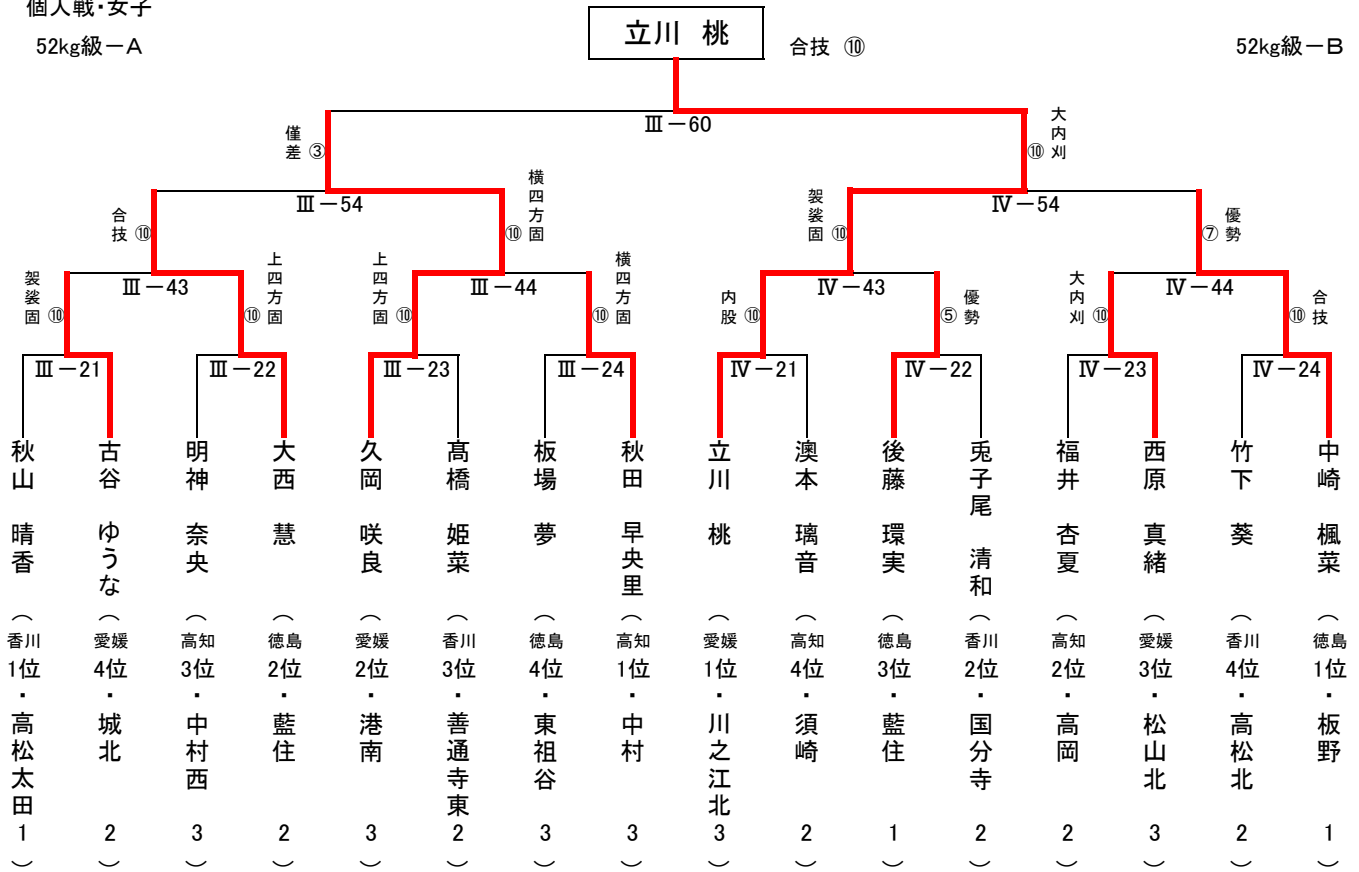 個人戦・女子
52kg級－A
立川 桃
合技 ⑩
52kg級－B
Ⅲ－60
僅差 ③
大内刈 ⑩
Ⅲ－54
Ⅳ－54
合技 ⑩
横四方固 ⑩
袈裟固 ⑩
優勢 ⑦
Ⅲ－43
Ⅲ－44
Ⅳ－43
Ⅳ－44
袈裟固 ⑩
上四方固 ⑩
上四方固 ⑩
横四方固 ⑩
内股 ⑩
優勢 ⑤
大内刈 ⑩
合技 ⑩
Ⅲ－21
Ⅲ－22
Ⅲ－23
Ⅲ－24
Ⅳ－21
Ⅳ－22
Ⅳ－23
Ⅳ－24
秋山 晴香（香川1位・高松太田1）
古谷 ゆうな（愛媛4位・城北2）
明神 奈央（高知3位・中村西3）
大西 慧（徳島2位・藍住2）
久岡 咲良（愛媛2位・港南3）
髙橋 姫菜（香川3位・善通寺東2）
板場 夢（徳島4位・東祖谷3）
秋田 早央里（高知1位・中村3）
立川 桃（愛媛1位・川之江北3）
澳本 璃音（高知4位・須崎2）
後藤 環実（徳島3位・藍住1）
兎子尾 清和（香川2位・国分寺2）
福井 杏夏（高知2位・高岡2）
西原 真緒（愛媛3位・松山北3）
竹下 葵（香川4位・高松北2）
中崎 楓菜（徳島1位・板野1）